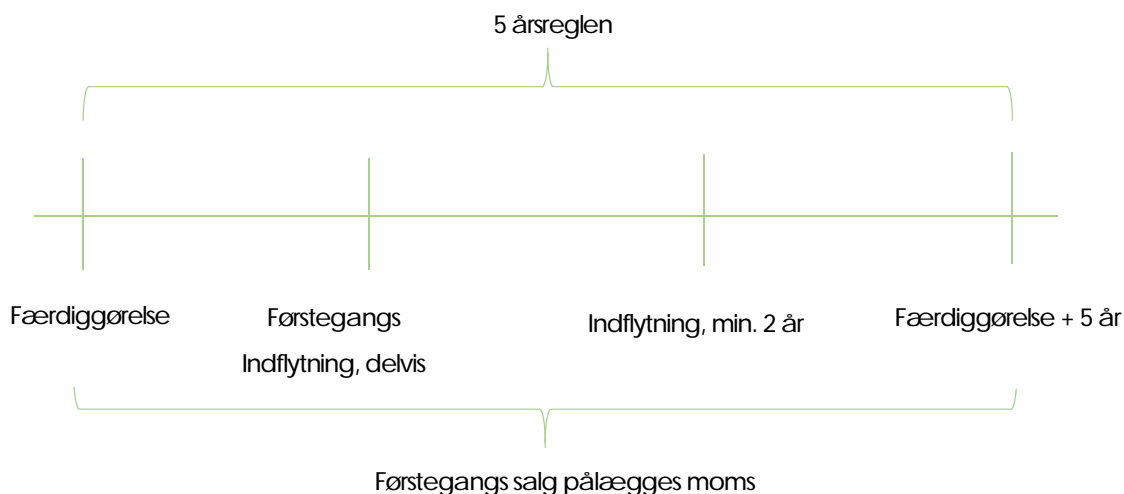 5 årsreglen
Færdiggørelse
Førstegangs
Indflytning, delvis
Indflytning, min. 2 år
Færdiggørelse + 5 år
Førstegangs salg pålægges moms